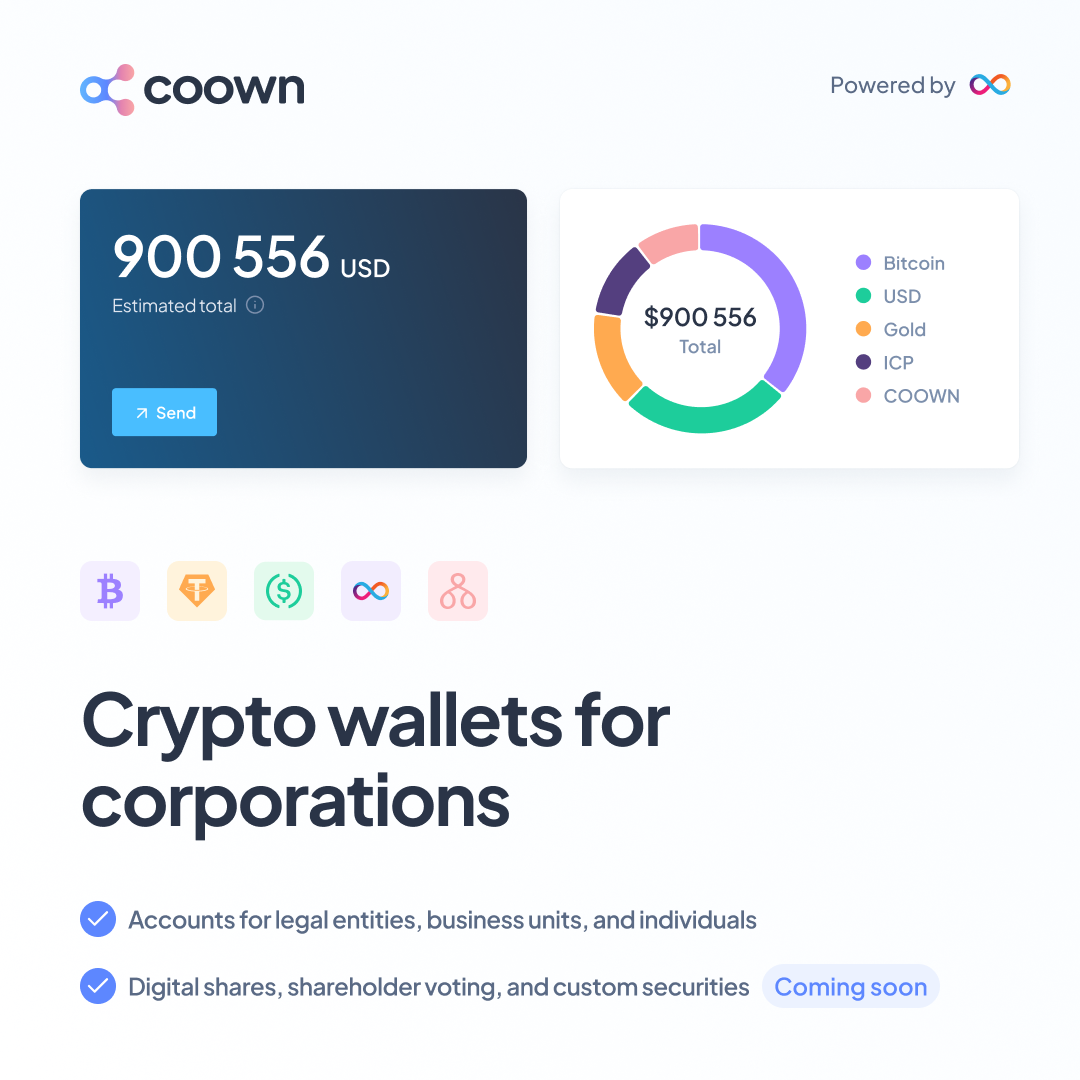 coown
Powered by
900 556 USD
Estimated total
Send
$900 556
Total
Bitcoin
USD
Gold
ICP
COOWN
Crypto wallets for
corporations
Accounts for legal entities, business units, and individuals
Digital shares, shareholder voting, and custom securities Coming soon